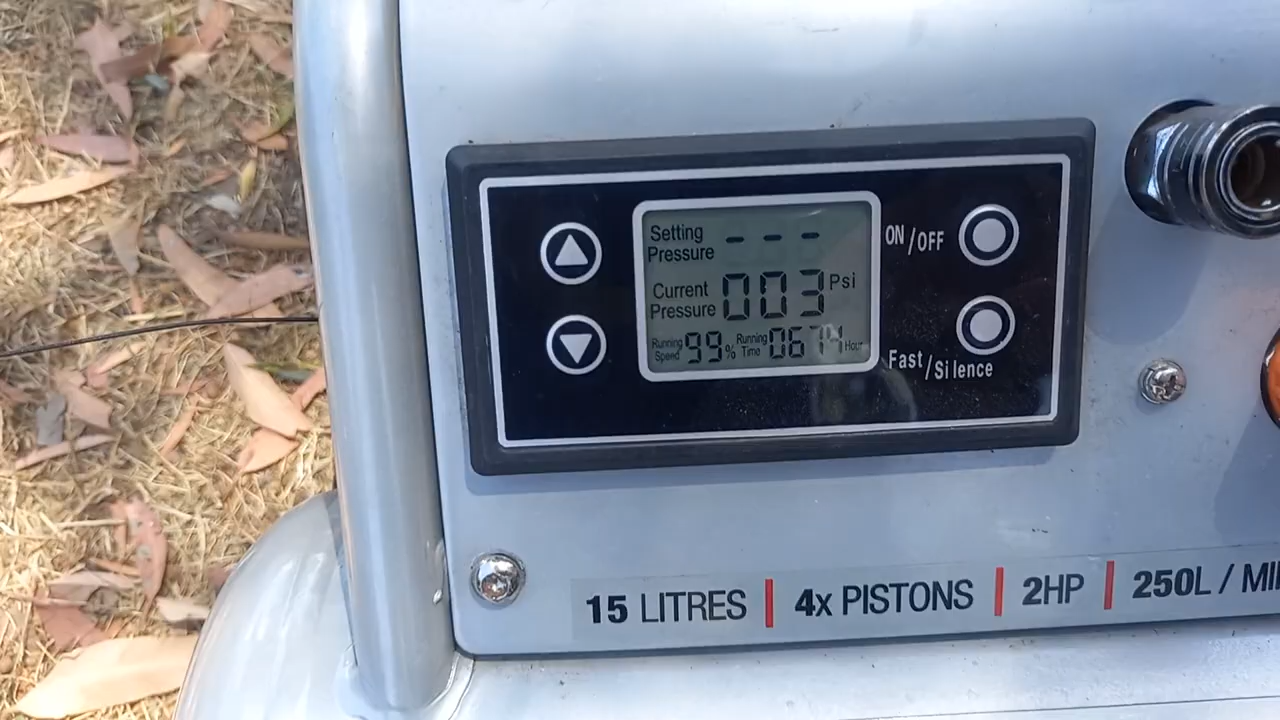 Setting Pressure - - -
Current Pressure 003 Psi
Running Speed 99% Running Time Hour
ON/OFF
Fast/Silence
15 LITRES | 4x PISTONS | 2HP | 250L /